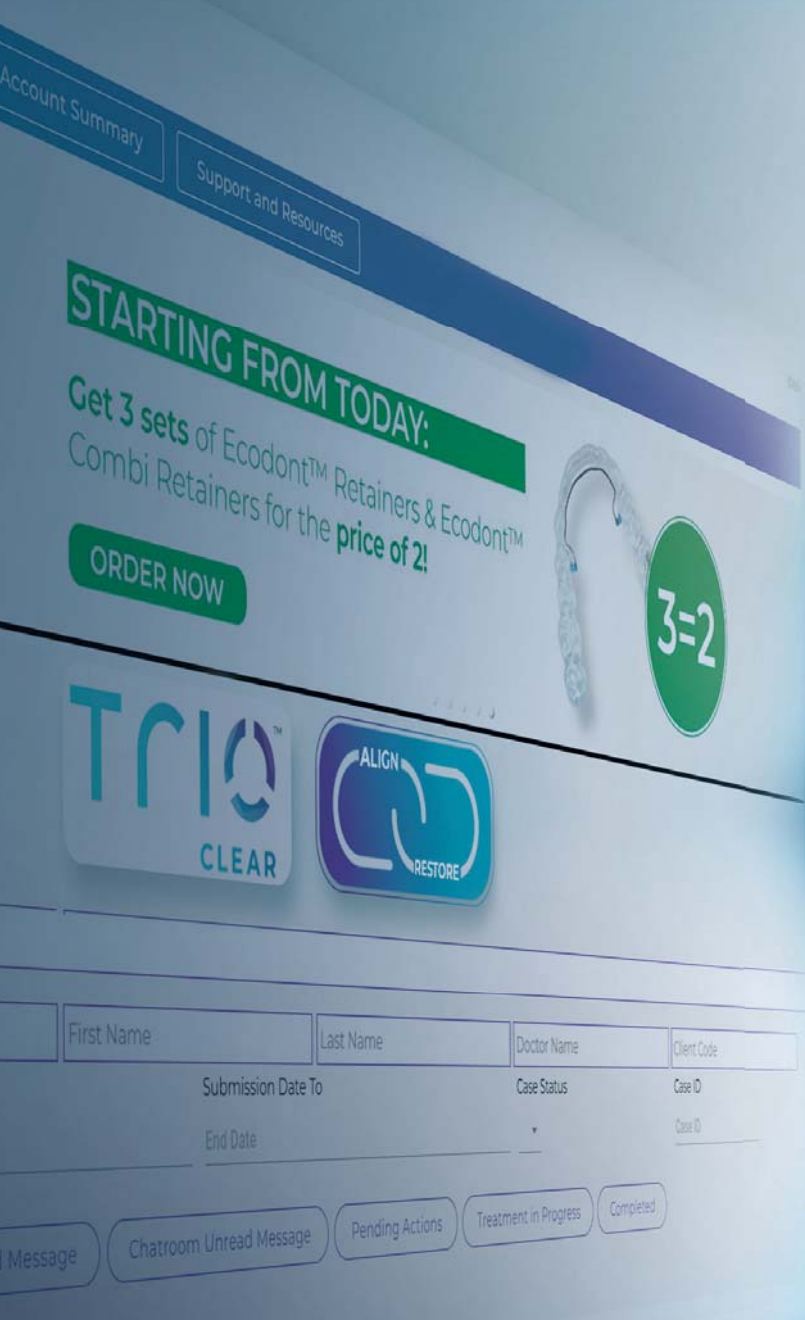 Account Summary
Support and Resources
STARTING FROM TODAY:
Get 3 sets of Ecodont™ Retainers & Ecodont™
Combi Retainers for the price of 2!
ORDER NOW
3=2
TRIO™
CLEAR
ALIGN
RESTORE
First Name
Last Name
Doctor Name
Client Code
Submission Date To
Case Status
Case ID
End Date
Case ID
Message
Chatroom Unread Message
Pending Actions
Treatment in Progress
Completed